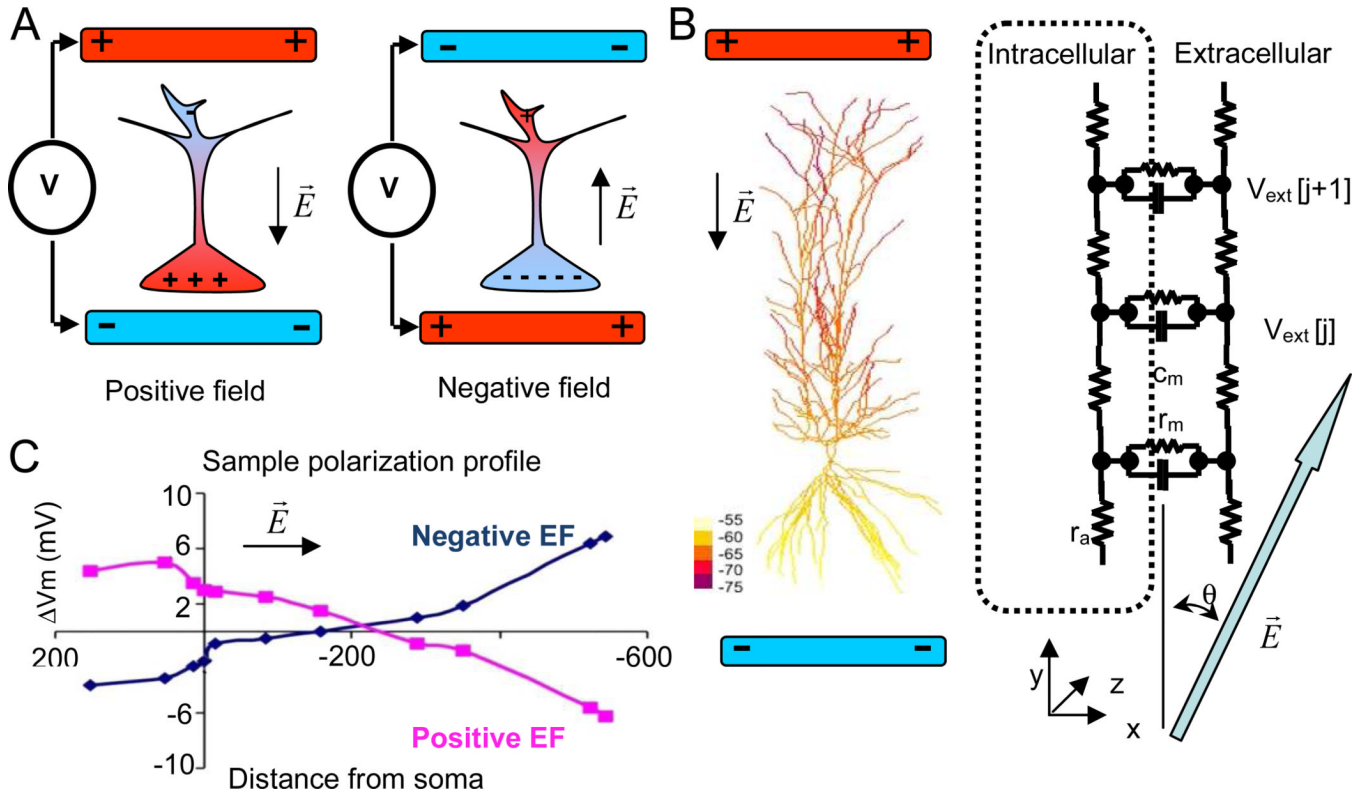 A
+ +
- -
-
+
V
V
E
E
+ + +
- - - - -
- -
+ +
Positive field
Negative field
B
+ +
E
-55
-60
-65
-70
-75
- -
Intracellular
Extracellular
Vext [j+1]
Vext [j]
cm
rm
ra
θ
E
y
z
x
C
Sample polarization profile
ΔVm (mV)
10
6
2
-6
-10
E
Negative EF
Positive EF
200
-200
-600
Distance from soma